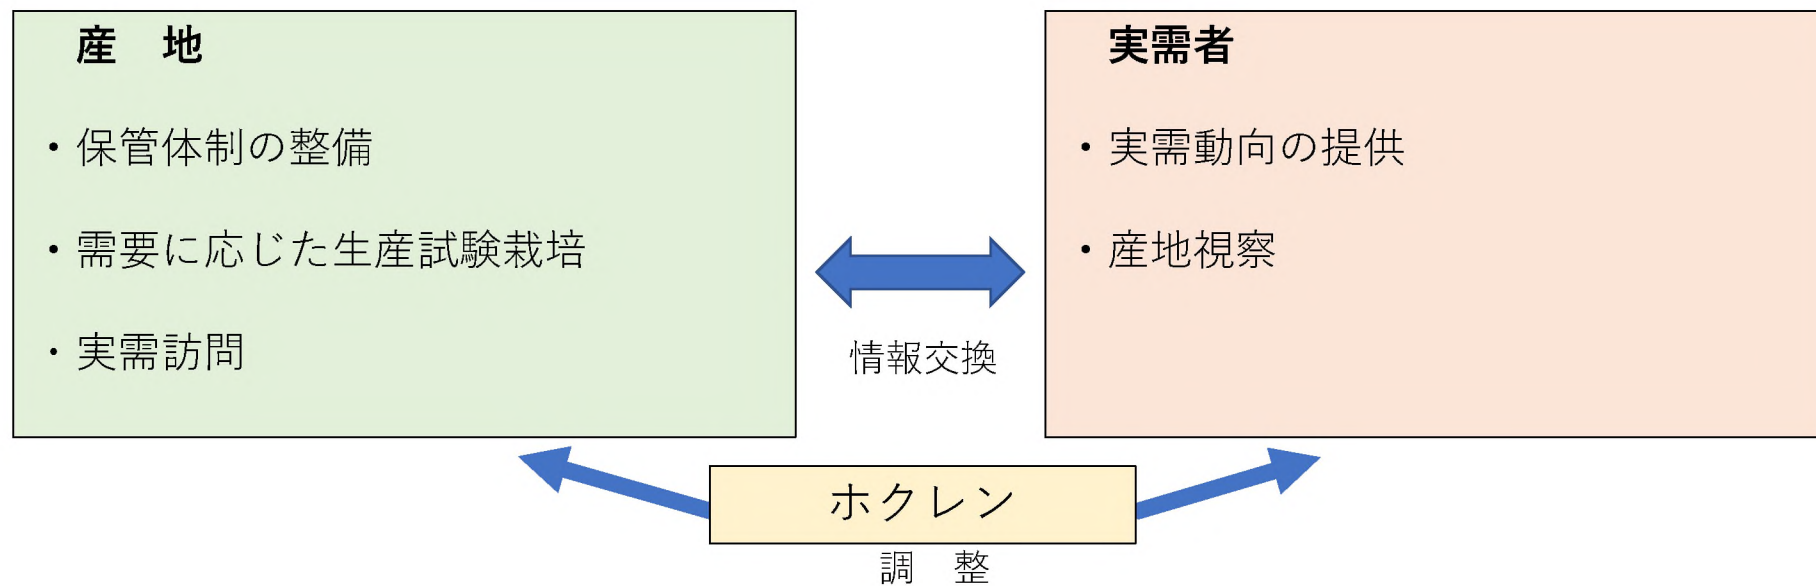 産　地
・保管体制の整備
・需要に応じた生産試験栽培
・実需訪問
情報交換
実需者
・実需動向の提供
・産地視察
ホクレン
調　整